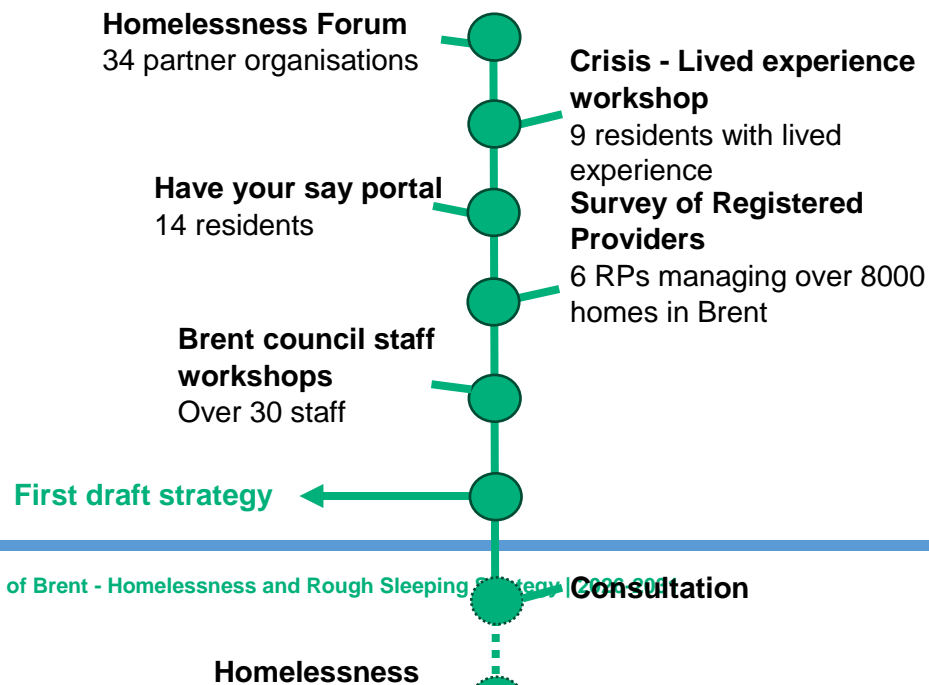 Homelessness Forum
34 partner organisations
Crisis - Lived experience
workshop
9 residents with lived
experience
Have your say portal
14 residents
Survey of Registered
Providers
6 RPs managing over 8000
homes in Brent
Brent council staff
workshops
Over 30 staff
First draft strategy
of Brent - Homelessness and Rough Sleeping
Consultation
Homelessness